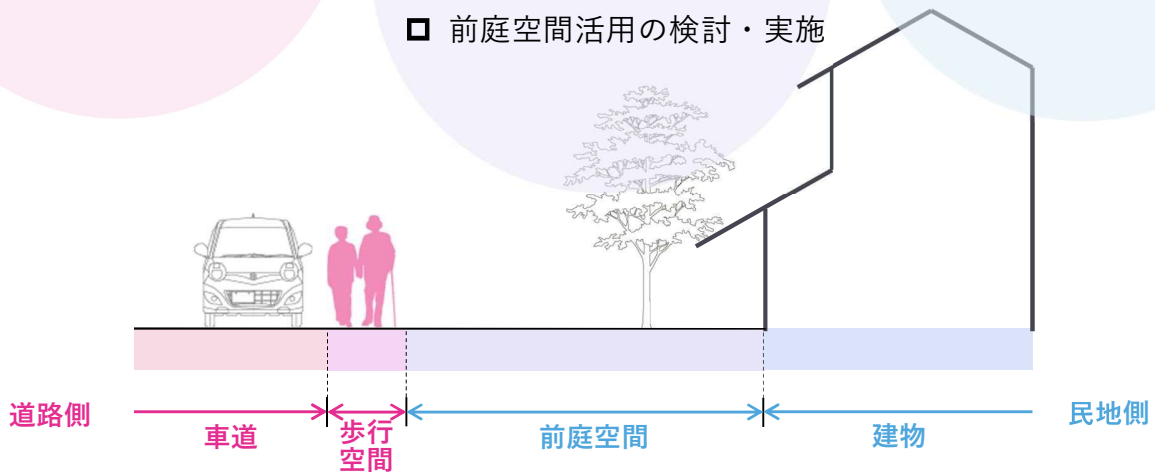 前庭空間活用の検討・実施
道路側
車道
歩行
空間
前庭空間
建物
民地側